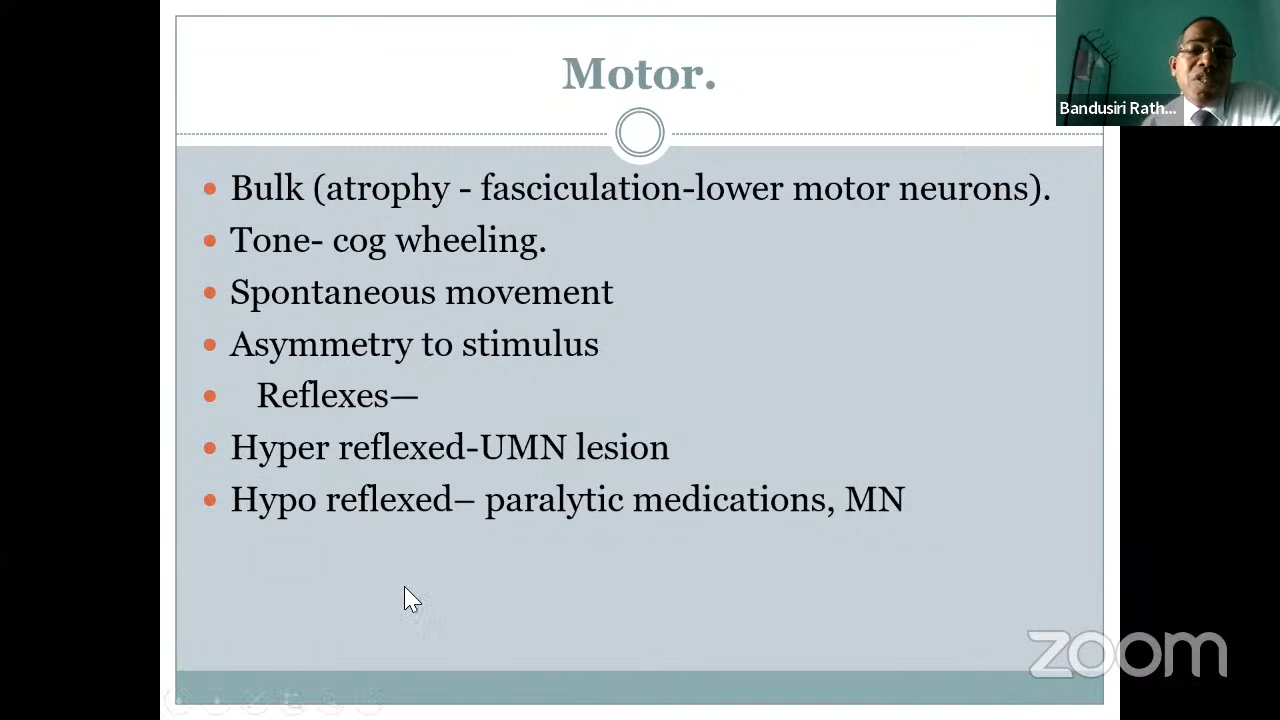 Motor.
Bandusiri Rath...
• Bulk (atrophy - fasciculation-lower motor neurons).
• Tone- cog wheeling.
• Spontaneous movement
• Asymmetry to stimulus
• Reflexes—
• Hyper reflexed-UMN lesion
• Hypo reflexed– paralytic medications, MN
zoom